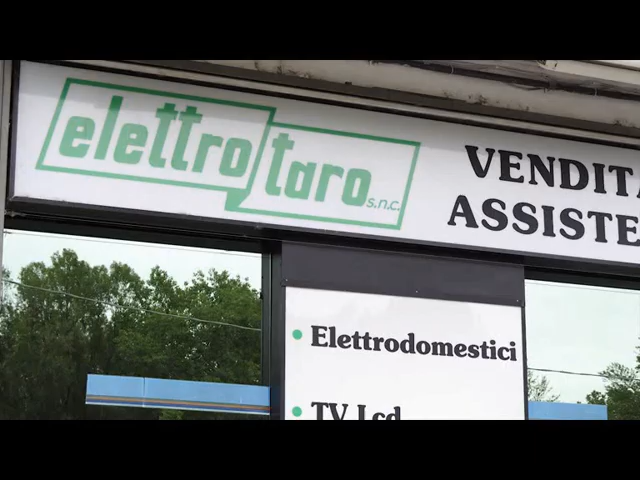 elettro taro s.n.c.
VENDITA
ASSISTE
• Elettrodomestici
• TV Lcd